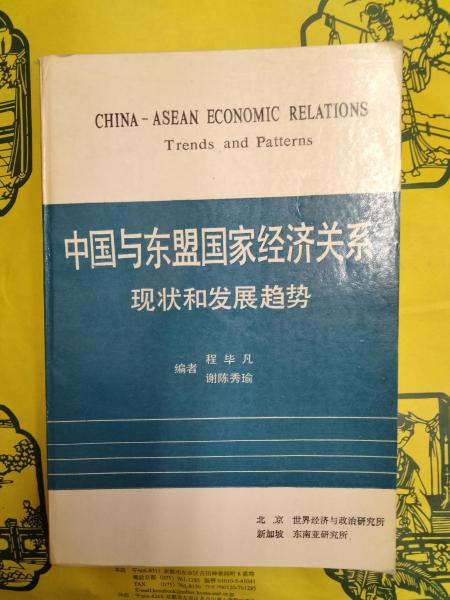 CHINA - ASEAN ECONOMIC RELATIONS
Trends and Patterns
中国与东盟国家经济关系
现状和发展趋势
编者
程毕凡
谢陈秀瑜
北京 世界经济与政治研究所
新加坡 东南亚研究所